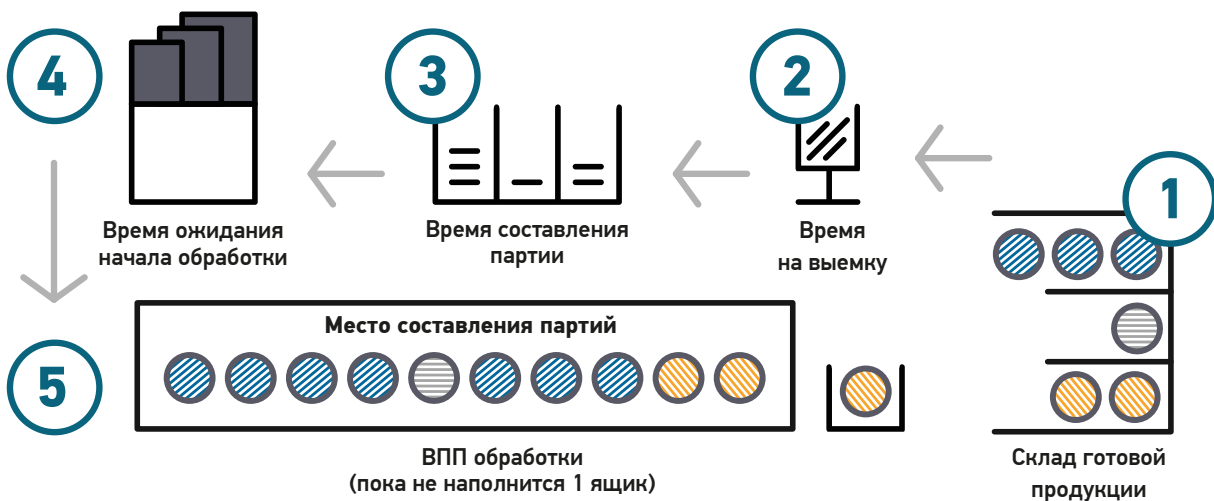 4
3
2
1
Время ожидания
начала обработки
Время составления
партии
Время
на выемку
5
Место составления партий
ВПП обработки
(пока не наполнится 1 ящик)
Склад готовой
продукции